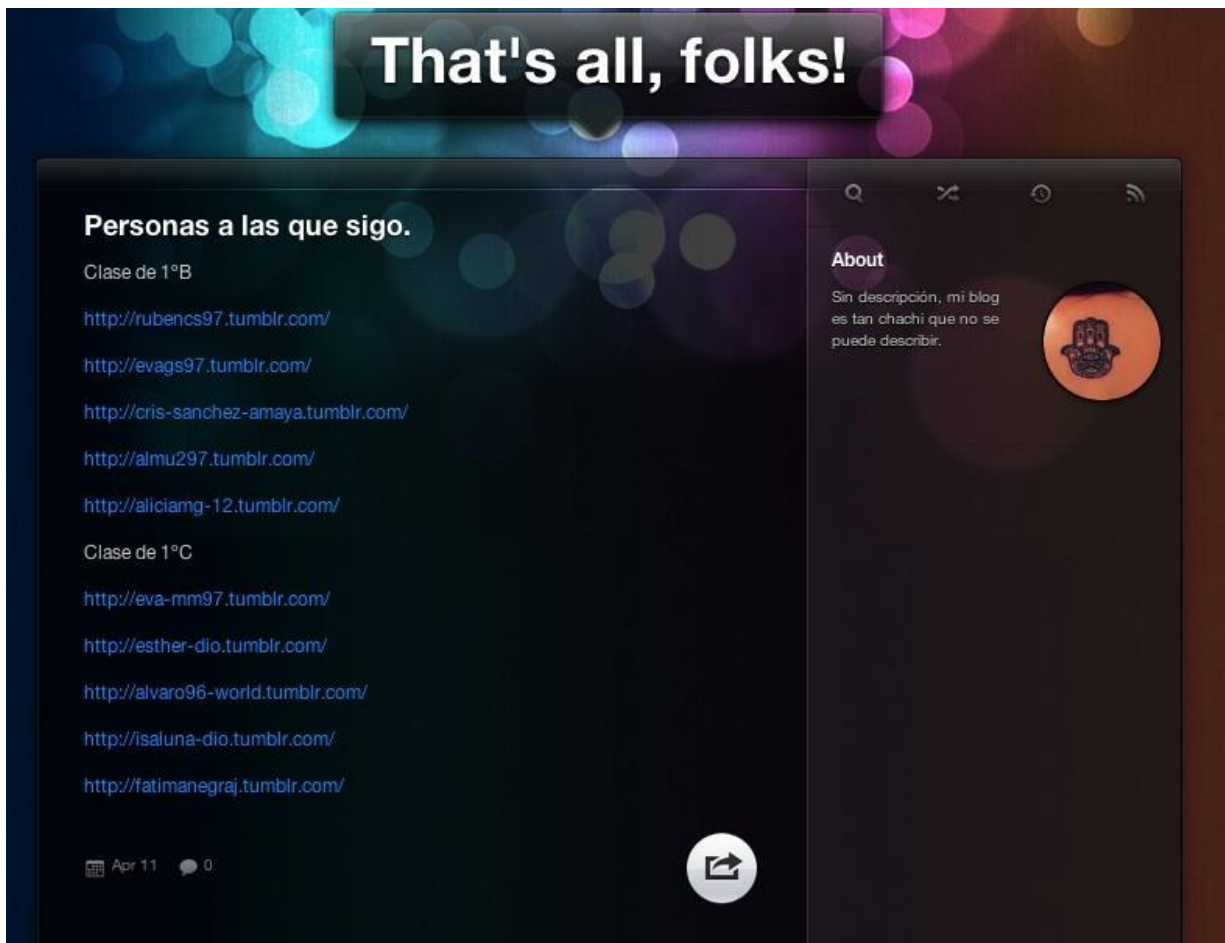 That's all, folks!
Personas a las que sigo.
Clase de 1°B
http://rubencs97.tumblr.com/
http://evags97.tumblr.com/
http://cris-sanchez-amaya.tumblr.com/
http://almu297.tumblr.com/
http://aliciamg-12.tumblr.com/
Clase de 1°C
http://eva-mm97.tumblr.com/
http://esther-dio.tumblr.com/
http://alvaro96-world.tumblr.com/
http://isaluna-dio.tumblr.com/
http://fatimanegraj.tumblr.com/
Apr 11 0
About
Sin descripción, mi blog
es tan chachi que no se
puede describir.